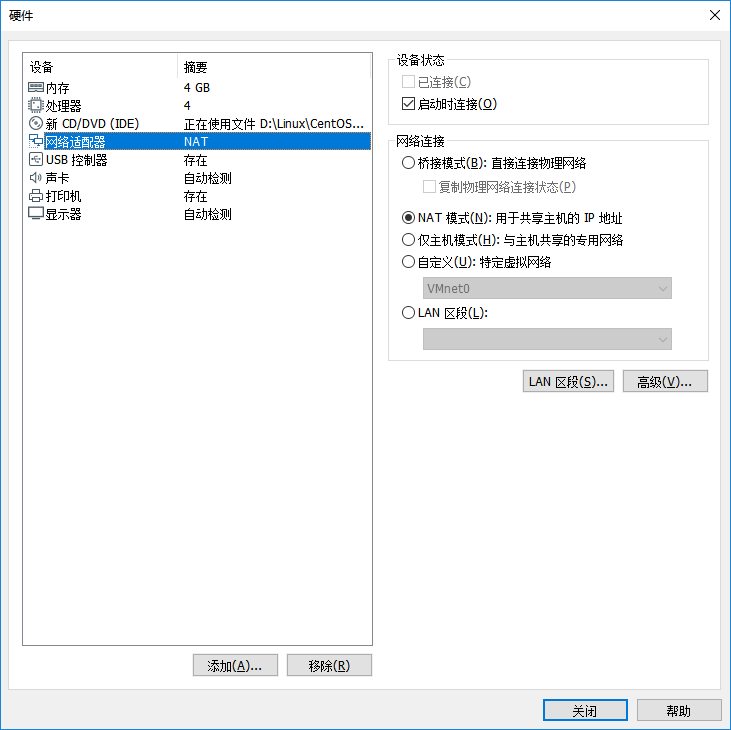 硬件
设备 摘要
内存 4 GB
处理器 4
新 CD/DVD (IDE) 正在使用文件 D:\Linux\CentOS...
网络适配器 NAT
USB 控制器 存在
声卡 自动检测
打印机 存在
显示器 自动检测
添加(A)... 移除(R)
设备状态
已连接(C)
启动时连接(O)
网络连接
桥接模式(B): 直接连接物理网络
复制物理网络连接状态(P)
NAT 模式(N): 用于共享主机的 IP 地址
仅主机模式(H): 与主机共享的专用网络
自定义(U): 特定虚拟网络
VMnet0
LAN 区段(L):
LAN 区段(S)... 高级(V)...
关闭 帮助